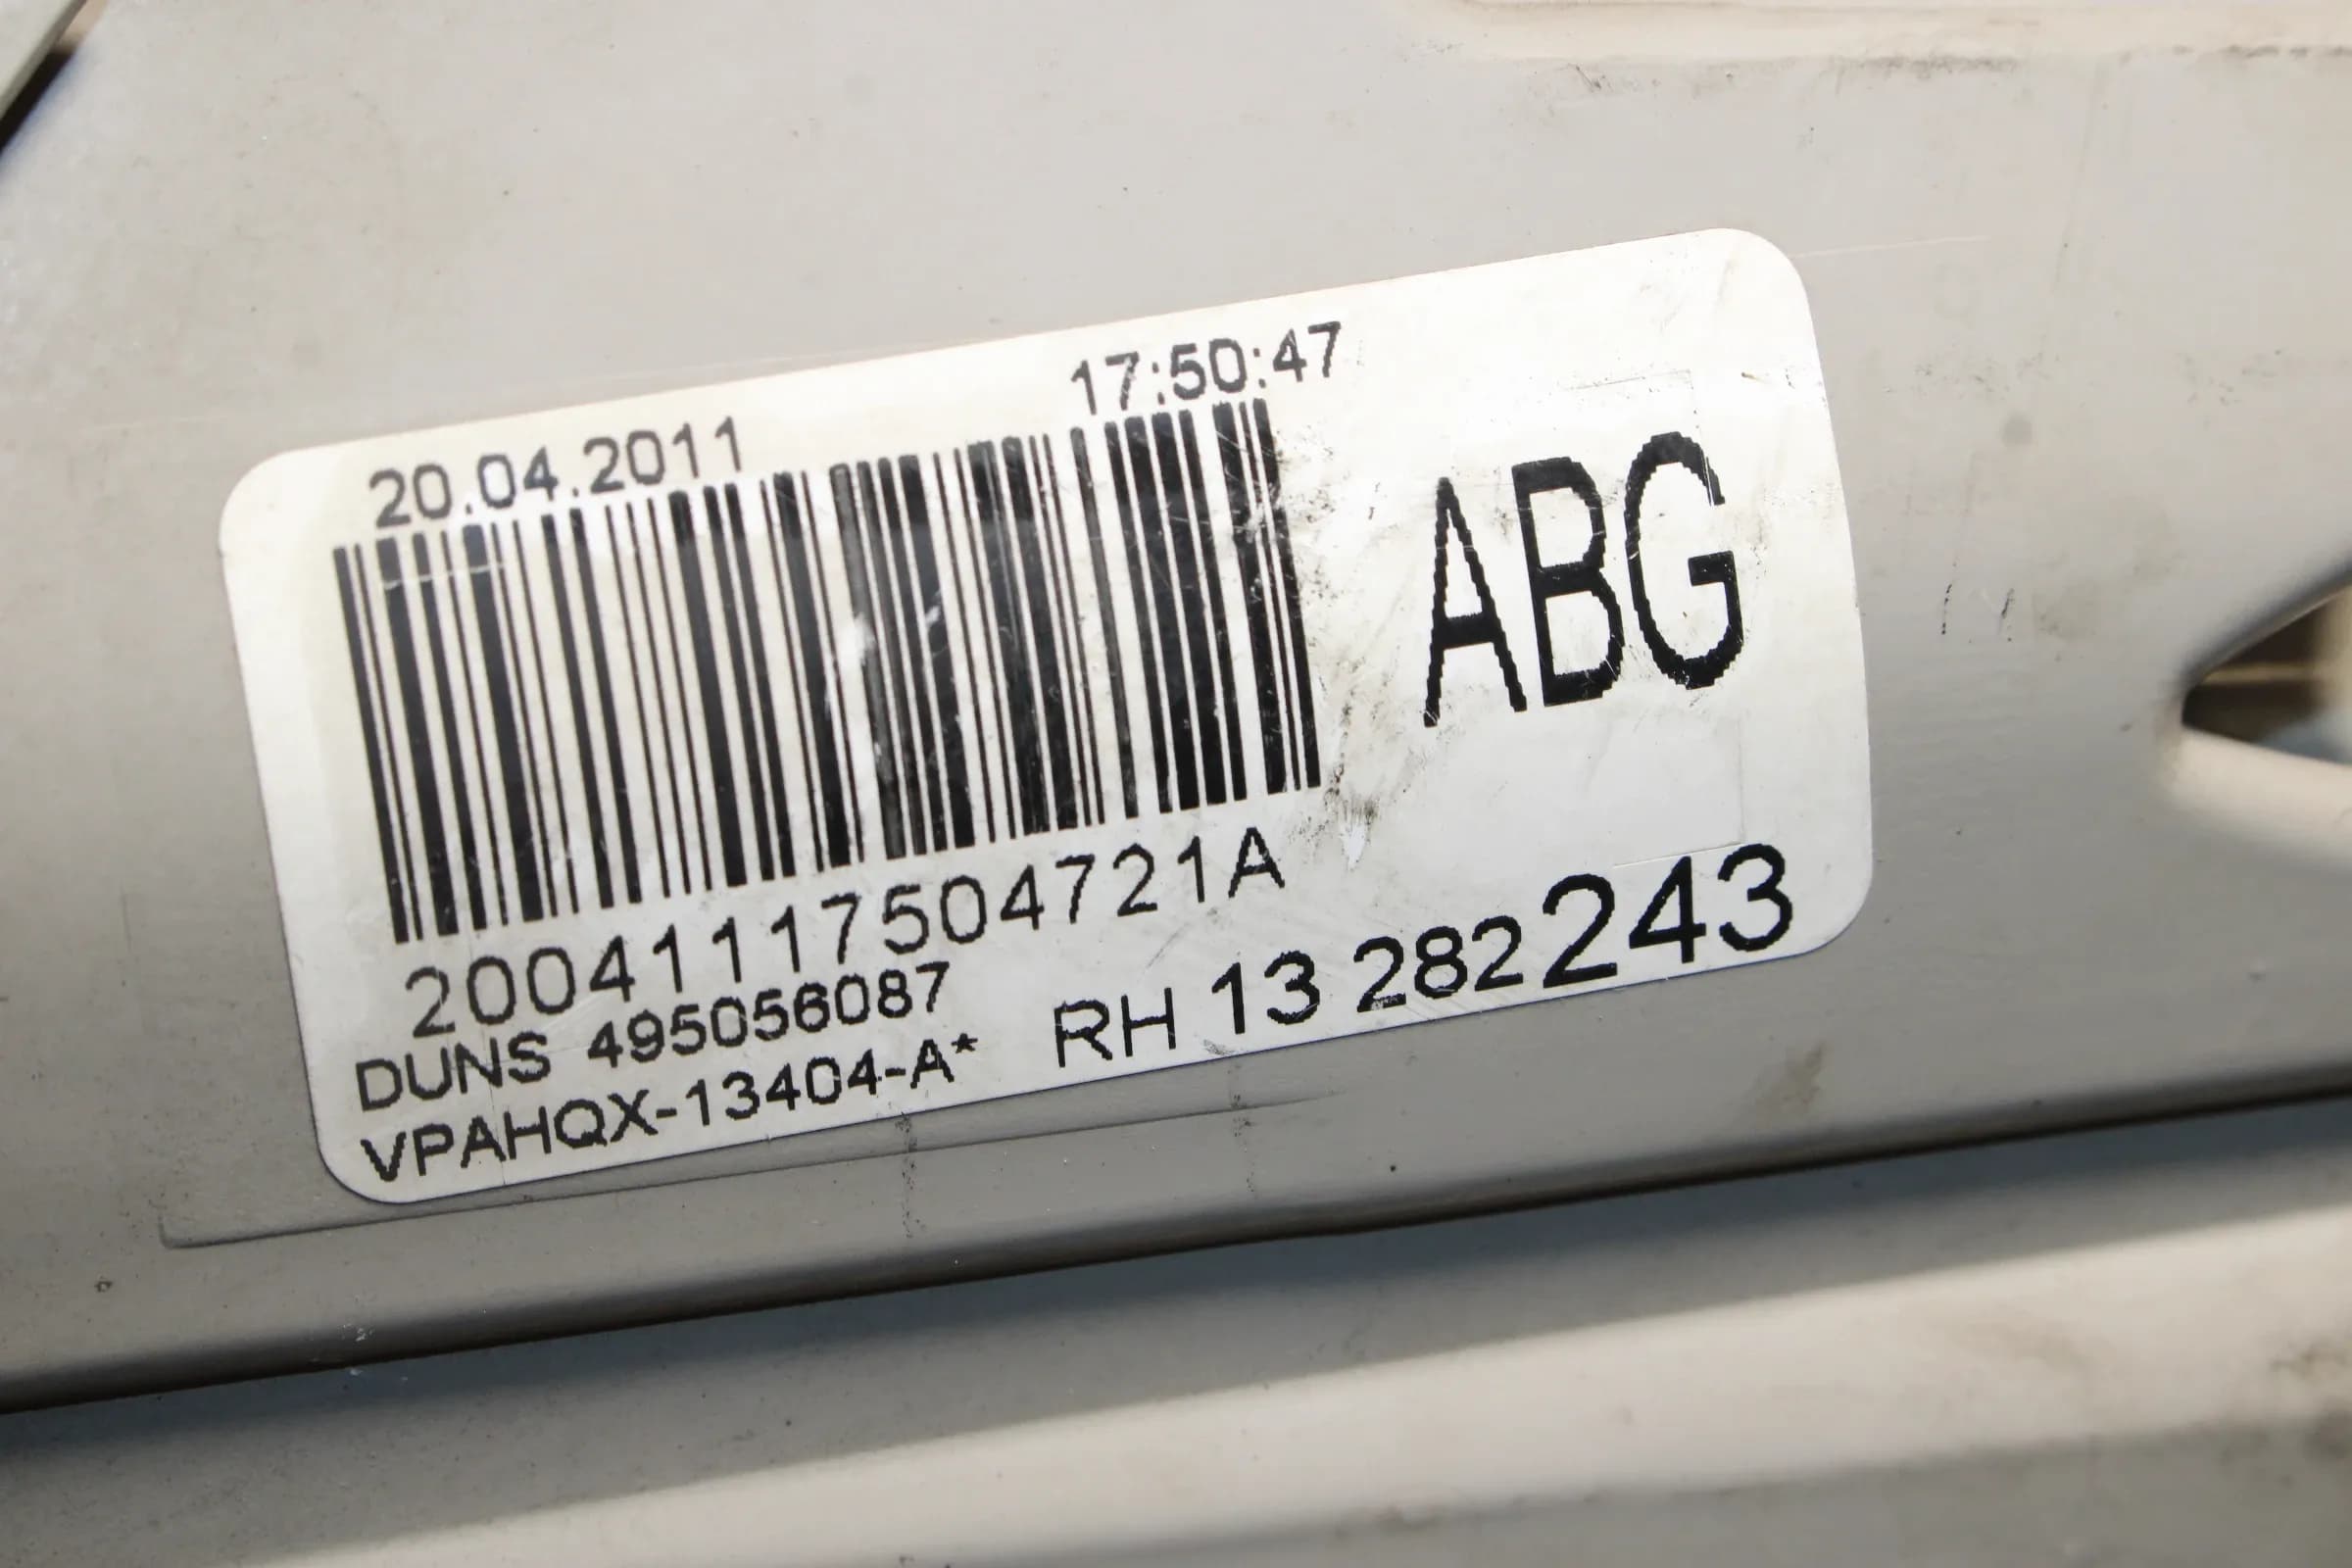 20.04.2011 17:50:47
ABG
20041117504721A
DUNS 495056087
VPAHQX-13404-A* RH 13 282 243